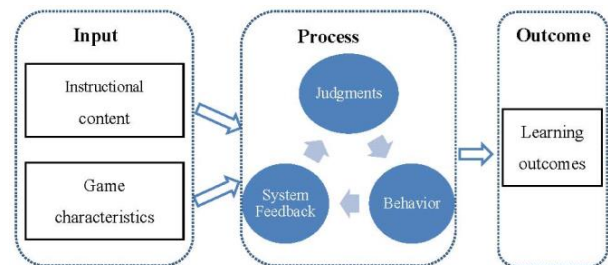 Input
Instructional
content
Game
characteristics
Process
Judgments
System
Feedback
Behavior
Outcome
Learning
outcomes